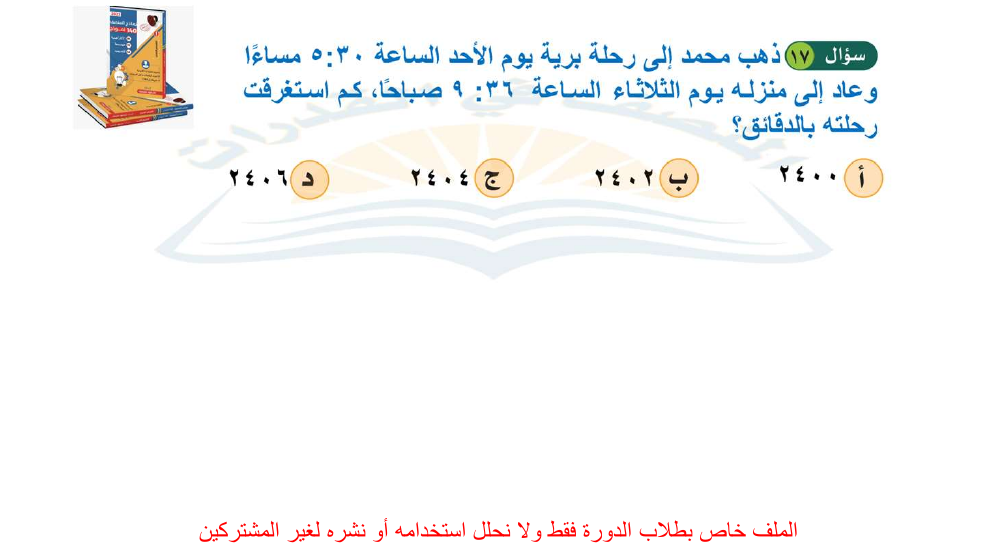 سؤال ١٧ ذهب محمد إلى رحلة برية يوم الأحد الساعة ٥:٣٠ مساءًا
وعاد إلى منزله يوم الثلاثاء الساعة ٩:٣٦ صباحًا، كم استغرقت
رحلته بالدقائق؟
أ ٢٤٠٠ ب ٢٤٠٢ ج ٢٤٠٤ د ٢٤٠٦
الملف خاص بطلاب الدورة فقط ولا نحلل استخدامه أو نشره لغير المشتركين